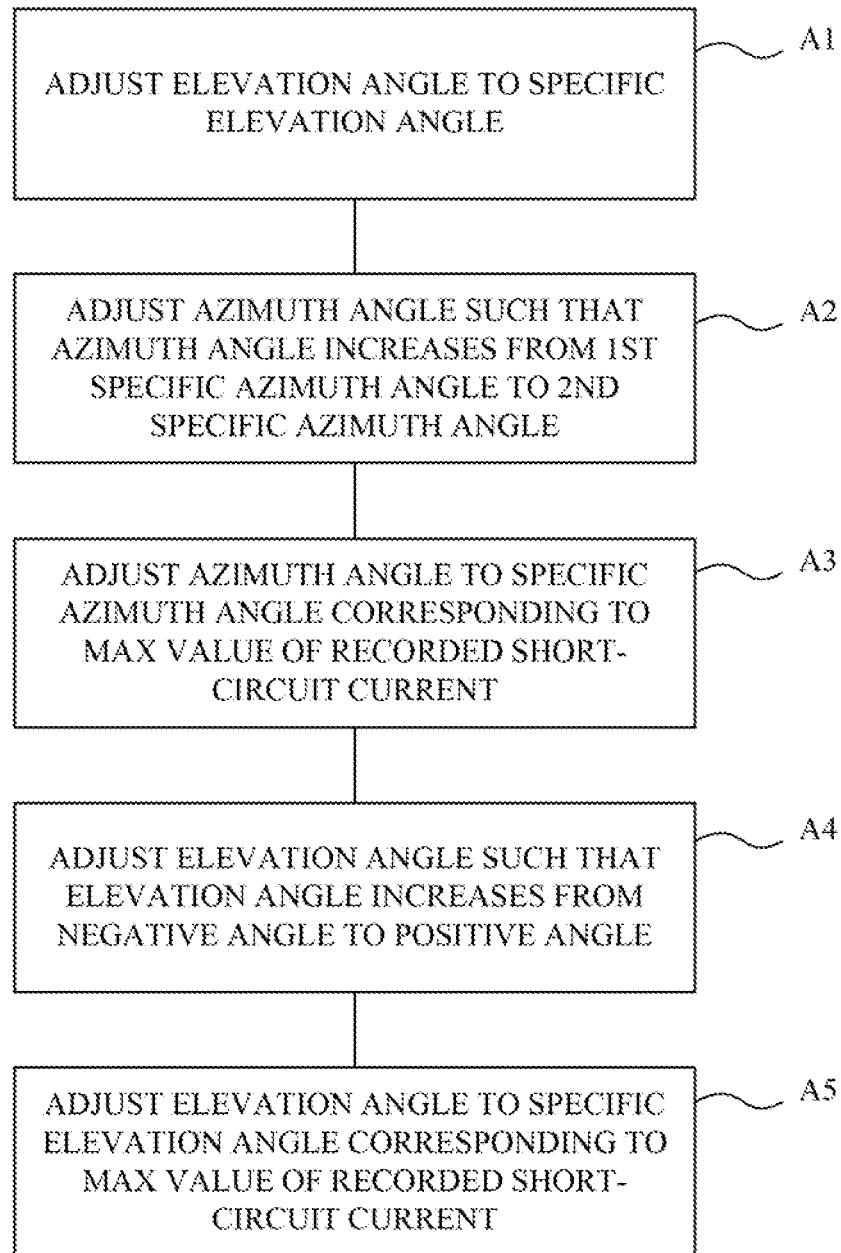 ADJUST ELEVATION ANGLE TO SPECIFIC
ELEVATION ANGLE
A1
ADJUST AZIMUTH ANGLE SUCH THAT
AZIMUTH ANGLE INCREASES FROM 1ST
SPECIFIC AZIMUTH ANGLE TO 2ND
SPECIFIC AZIMUTH ANGLE
A2
ADJUST AZIMUTH ANGLE TO SPECIFIC
AZIMUTH ANGLE CORRESPONDING TO
MAX VALUE OF RECORDED SHORT-
CIRCUIT CURRENT
A3
ADJUST ELEVATION ANGLE SUCH THAT
ELEVATION ANGLE INCREASES FROM
NEGATIVE ANGLE TO POSITIVE ANGLE
A4
ADJUST ELEVATION ANGLE TO SPECIFIC
ELEVATION ANGLE CORRESPONDING TO
MAX VALUE OF RECORDED SHORT-
CIRCUIT CURRENT
A5